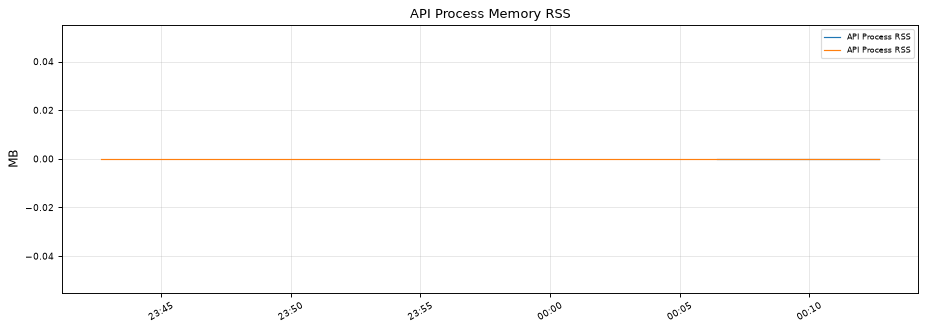 API Process Memory RSS
API Process RSS
API Process RSS
MB
0.04
0.02
0.00
−0.02
−0.04
23:45
23:50
23:55
00:00
00:05
00:10